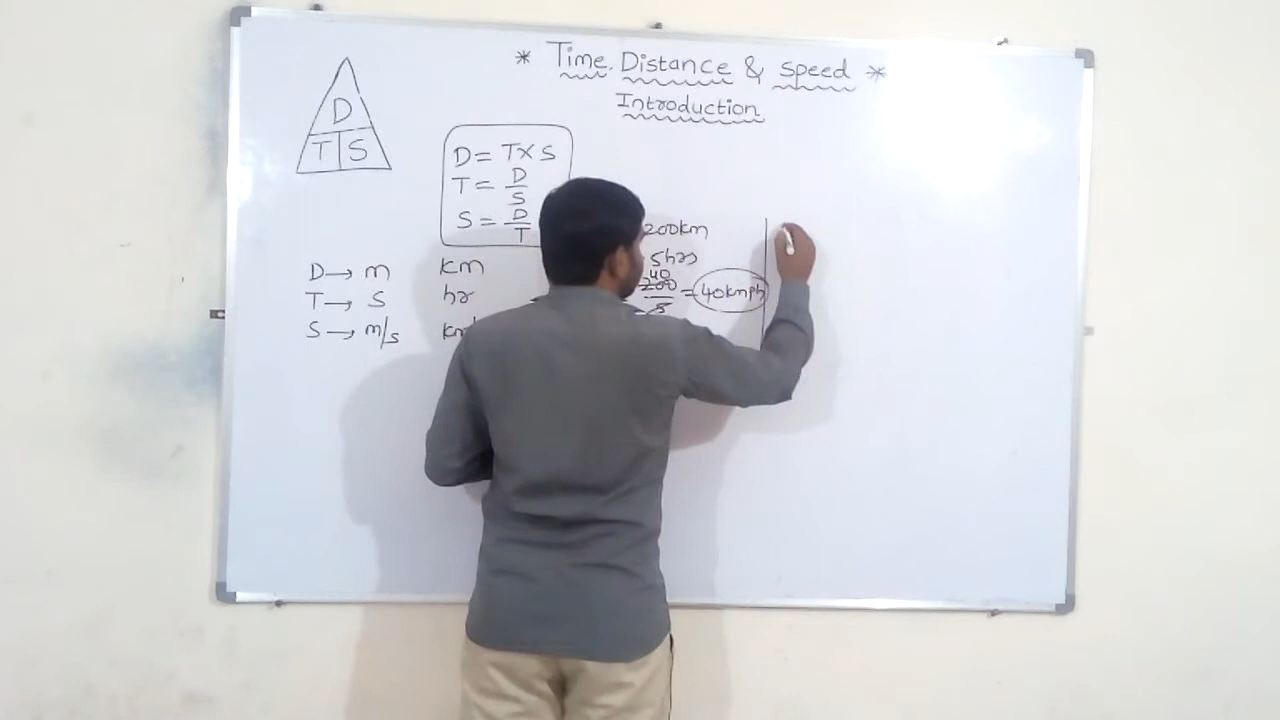 * Time, Distance & speed *
Introduction
D
T S
D = T × S
T = D/S
S = D/T
D → m km
T → s hr
S → m/s
200km
5hrs
40
200/5 = 40kmph